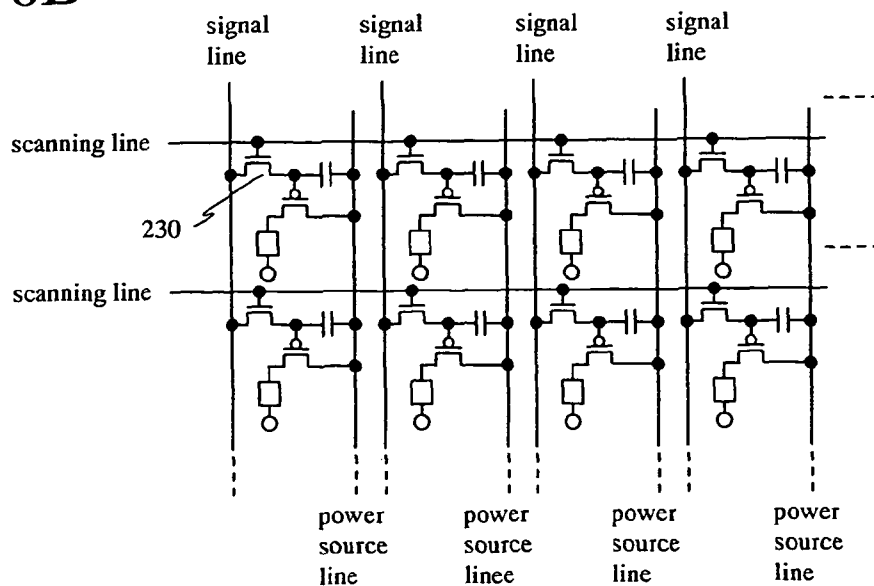 signal line
signal line
signal line
signal line
scanning line
230
scanning line
power source line
power source linee
power source line
power source line